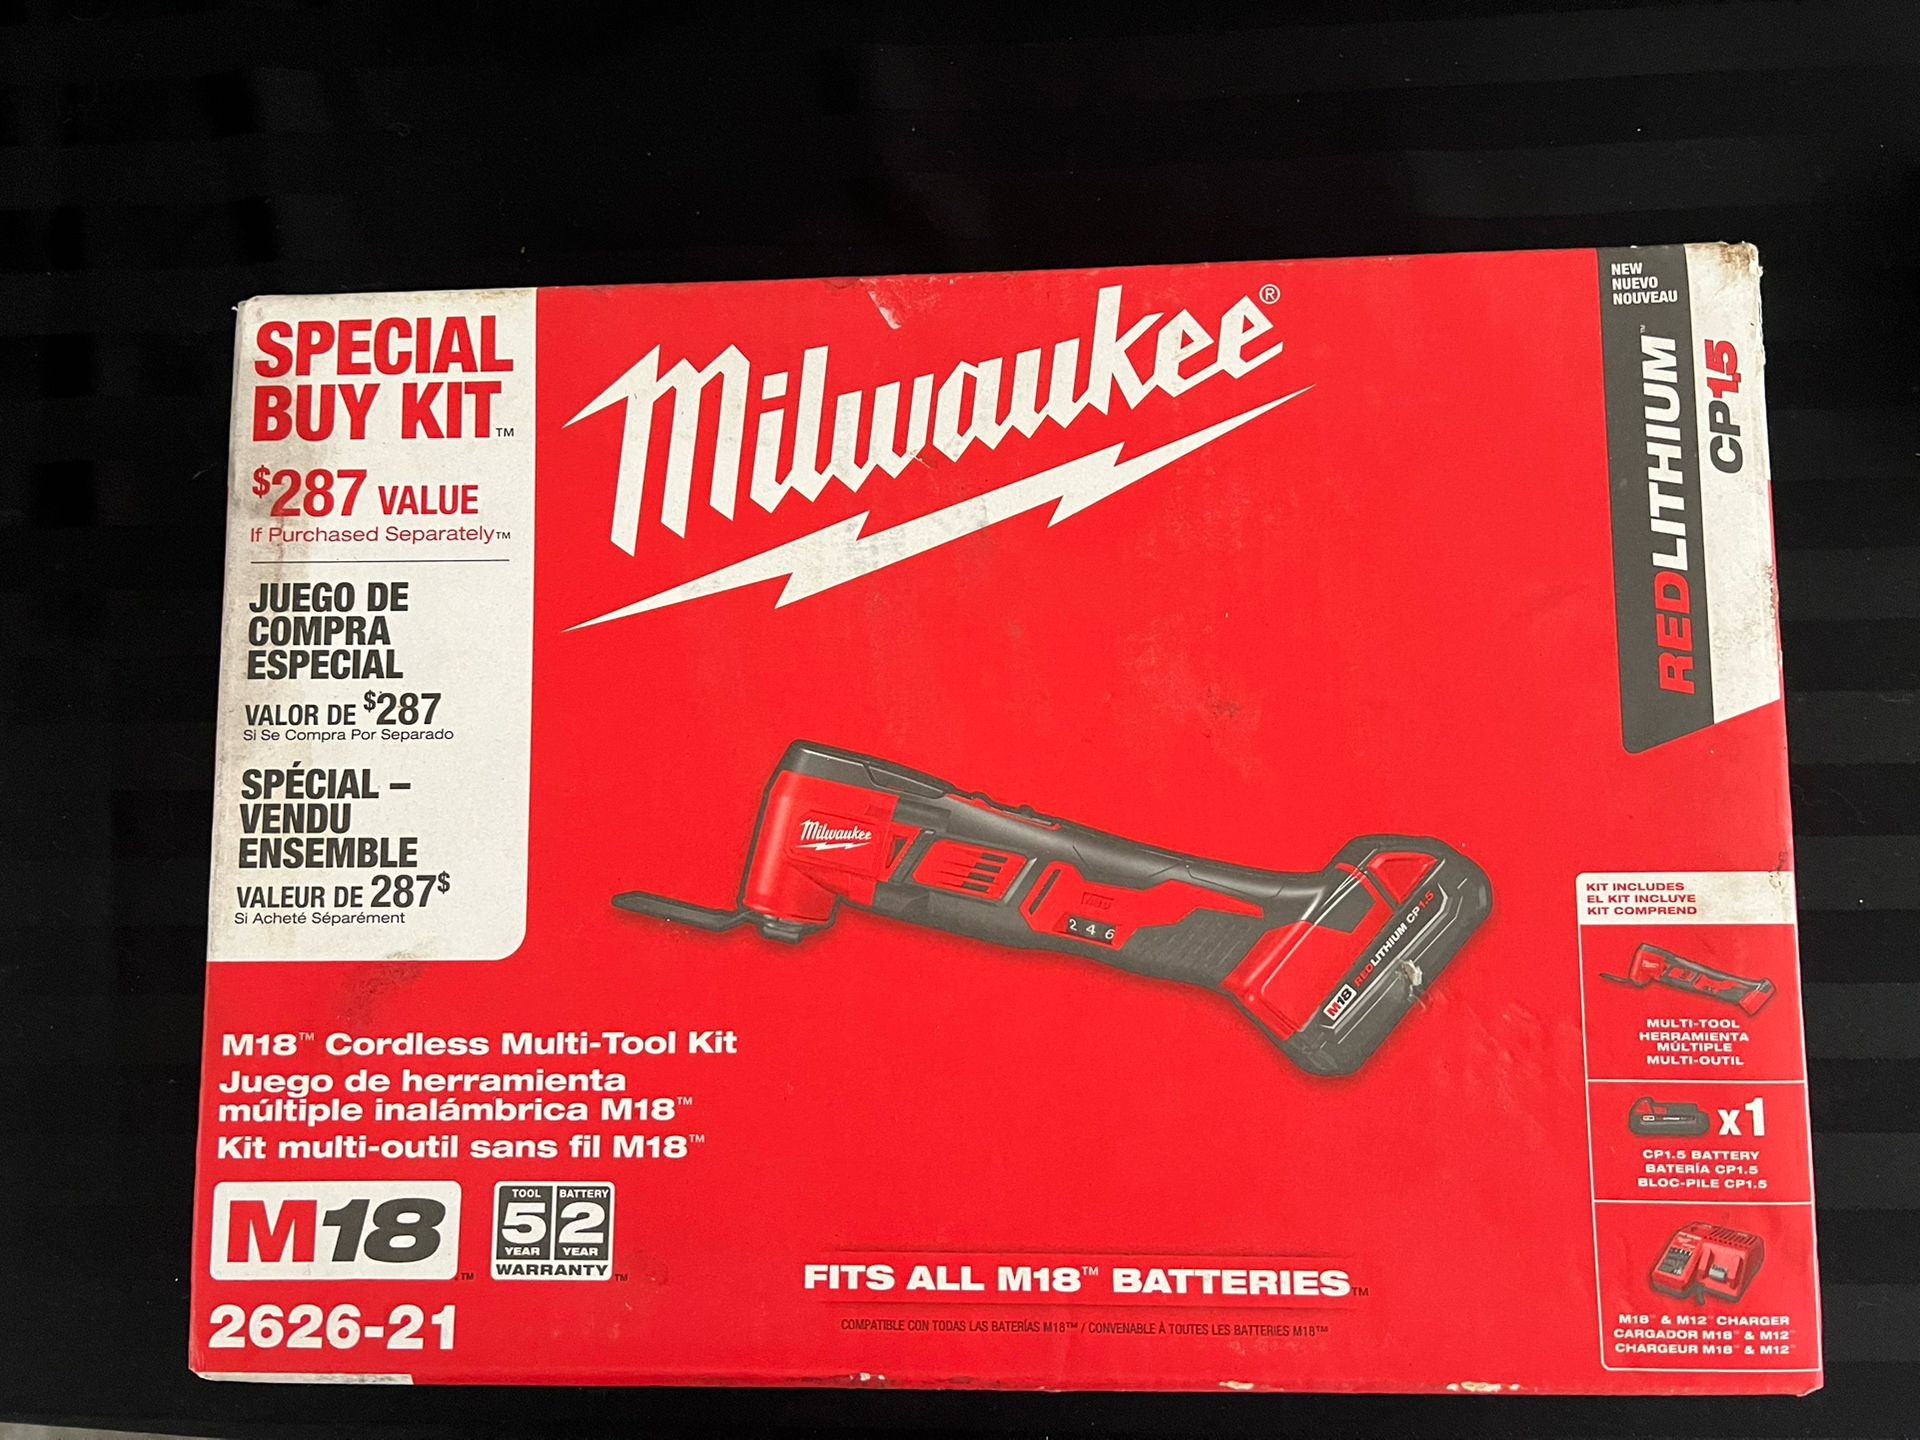 SPECIAL
BUY KIT™
$287 VALUE
If Purchased Separately™
JUEGO DE
COMPRA
ESPECIAL
VALOR DE $287
Si Se Compra Por Separado
SPÉCIAL –
VENDU
ENSEMBLE
VALEUR DE 287$
Si Acheté Séparément
Milwaukee®
NEW
NUEVO
NOUVEAU
REDLITHIUM™
CP1.5
Milwaukee
2 4 6
M18 REDLITHIUM CP1.5
M18™ Cordless Multi-Tool Kit
Juego de herramienta
múltiple inalámbrica M18™
Kit multi-outil sans fil M18™
M18™
TOOL BATTERY
5 2
YEAR YEAR
WARRANTY™
2626-21
FITS ALL M18™ BATTERIES™
COMPATIBLE CON TODAS LAS BATERÍAS M18™ / CONVENABLE À TOUTES LES BATTERIES M18™
KIT INCLUDES
EL KIT INCLUYE
KIT COMPREND
MULTI-TOOL
HERRAMIENTA
MÚLTIPLE
MULTI-OUTIL
x1
CP1.5 BATTERY
BATERÍA CP1.5
BLOC-PILE CP1.5
M18™ & M12™ CHARGER
CARGADOR M18™ & M12™
CHARGEUR M18™ & M12™